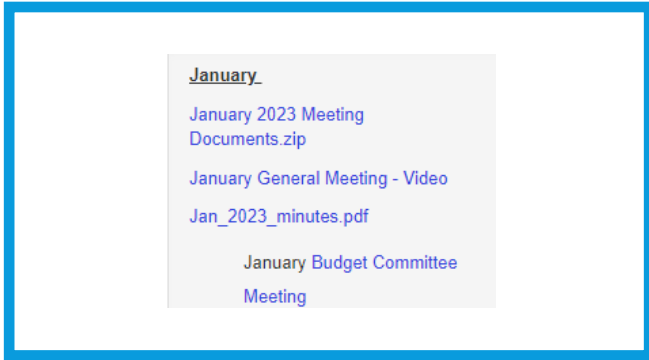 January
January 2023 Meeting
Documents.zip
January General Meeting - Video
Jan_2023_minutes.pdf
January Budget Committee
Meeting